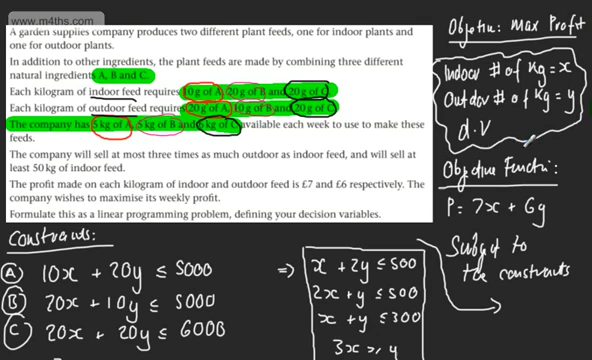 www.m4ths.com
A garden supplies company produces two different plant feeds, one for indoor plants and
one for outdoor plants.
In addition to other ingredients, the plant feeds are made by combining three different
natural ingredients A, B and C.
Each kilogram of indoor feed requires 10 g of A, 20 g of B and 20 g of C.
Each kilogram of outdoor feed requires 20 g of A, 10 g of B and 20 g of C.
The company has 5 kg of A, 5 kg of B and 6 kg of C available each week to use to make these
feeds.
The company will sell at most three times as much outdoor as indoor feed, and will sell at
least 50 kg of indoor feed.
The profit made on each kilogram of indoor and outdoor feed is £7 and £6 respectively. The
company wishes to maximise its weekly profit.
Formulate this as a linear programming problem, defining your decision variables.
Objective: Max Profit
Indoor # of Kg = x
Outdoor # of Kg = y
d.V
Objective Functi:
P = 7x + 6y
Subject to
the constraints
Constraints:
A 10x + 20y ≤ 5000
B 20x + 10y ≤ 5000
C 20x + 20y ≤ 6000
=> x + 2y ≤ 500
2x + y ≤ 500
x + y ≤ 300
3x ≥ y